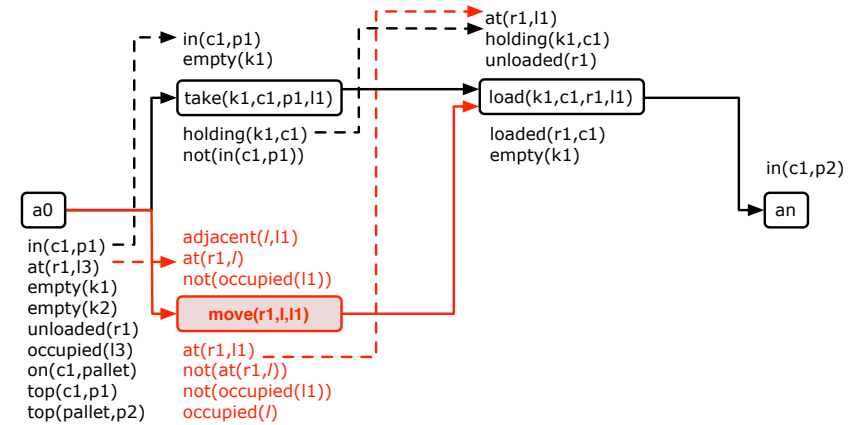 in(c1,p1)
empty(k1)
take(k1,c1,p1,l1)
holding(k1,c1)
not(in(c1,p1))
at(r1,l1)
holding(k1,c1)
unloaded(r1)
load(k1,c1,r1,l1)
loaded(r1,c1)
empty(k1)
in(c1,p2)
an
a0
in(c1,p1)
at(r1,l3)
empty(k1)
empty(k2)
unloaded(r1)
occupied(l3)
on(c1,pallet)
top(c1,p1)
top(pallet,p2)
adjacent(l,l1)
at(r1,l)
not(occupied(l1))
move(r1,l,l1)
at(r1,l1)
not(at(r1,l))
not(occupied(l1))
occupied(l)